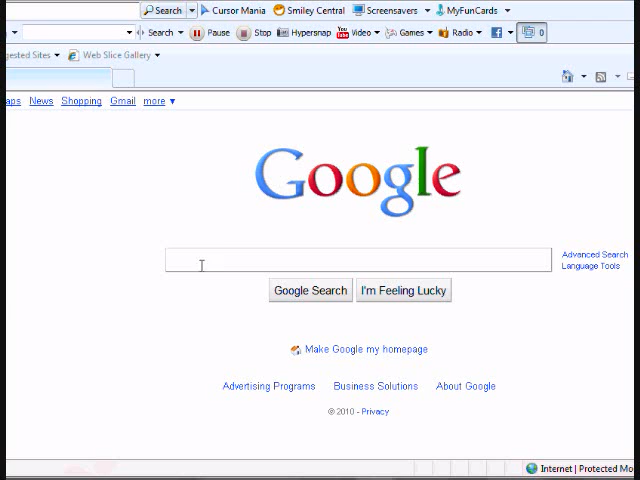 Search Cursor Mania Smiley Central Screensavers MyFunCards
Search Pause Stop Hypersnap You Tube Video Games Radio 0
gested Sites Web Slice Gallery
aps News Shopping Gmail more
Google
Advanced Search
Language Tools
Google Search I'm Feeling Lucky
Make Google my homepage
Advertising Programs Business Solutions About Google
© 2010 - Privacy
Internet | Protected Mo